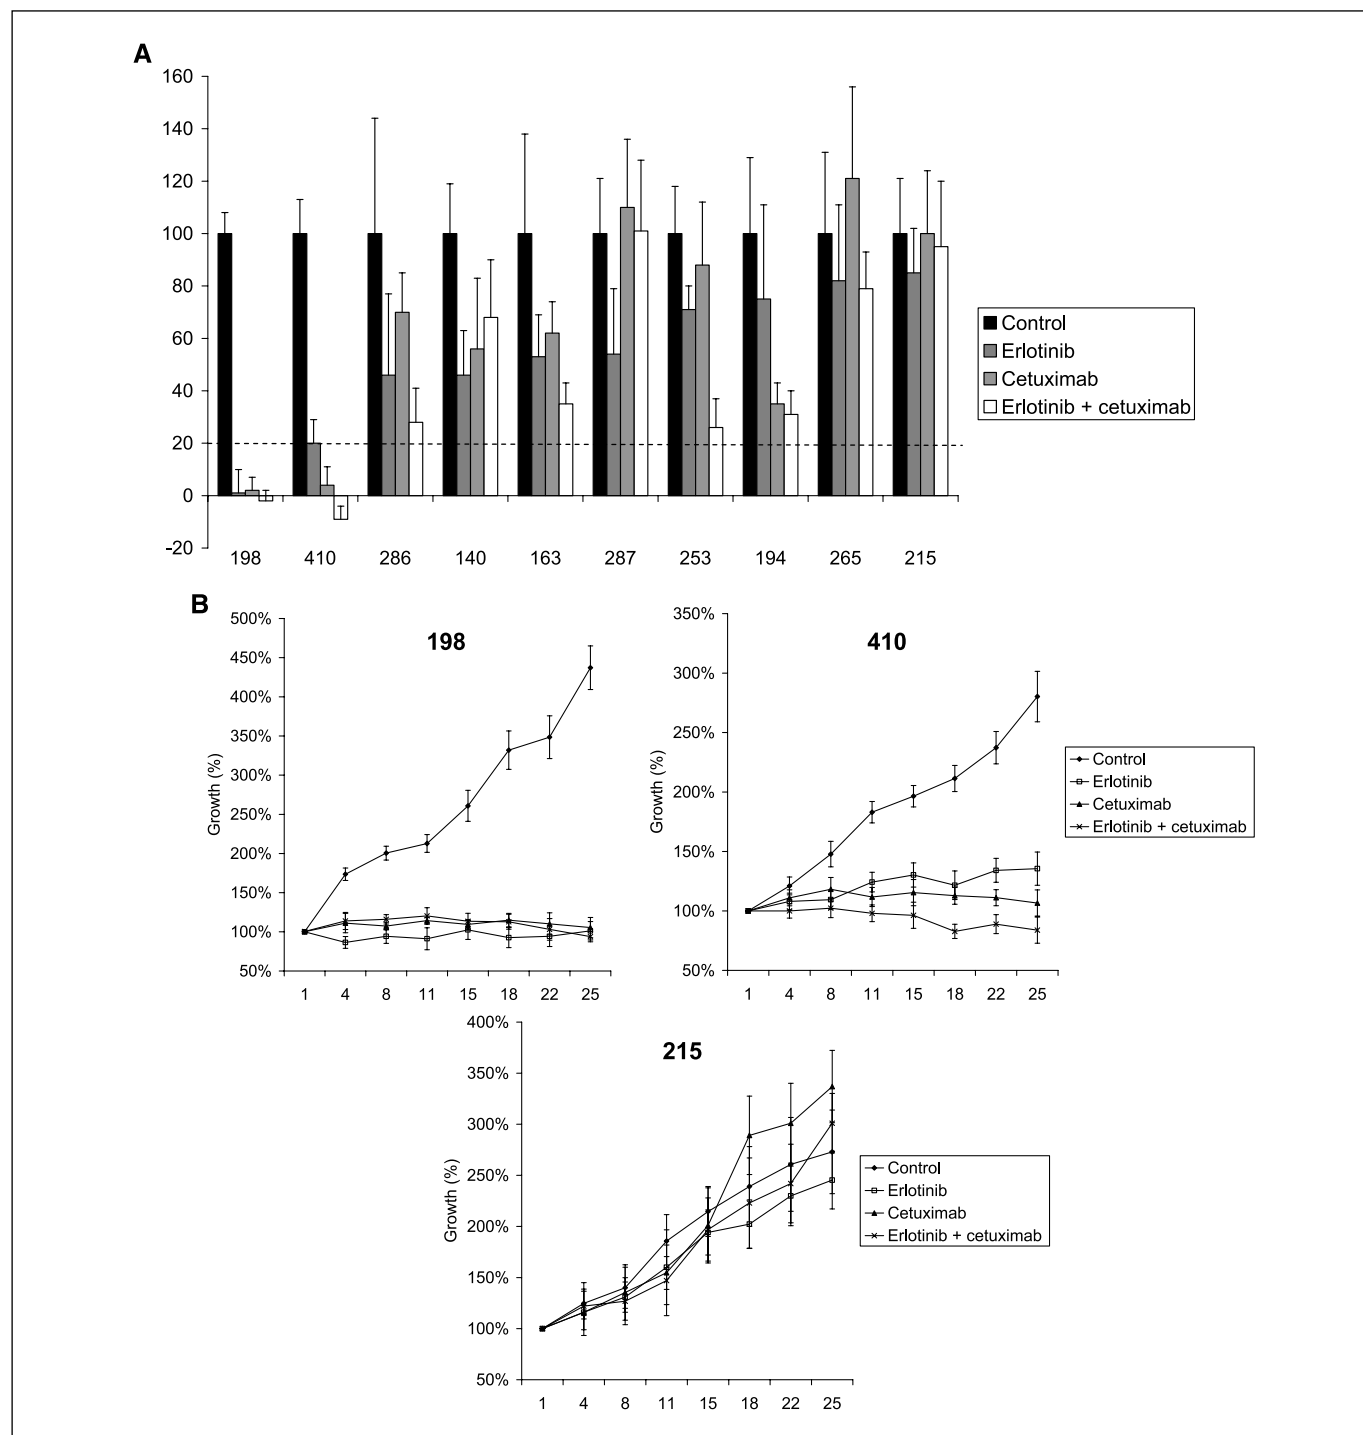 A
160
140
120
100
80
60
40
20
0
-20
198 410 286 140 163 287 253 194 265 215
Control
Erlotinib
Cetuximab
Erlotinib + cetuximab
B
198
500%
450%
400%
350%
300%
250%
200%
150%
100%
50%
Growth (%)
1 4 8 11 15 18 22 25
410
350%
300%
250%
200%
150%
100%
50%
Growth (%)
1 4 8 11 15 18 22 25
Control
Erlotinib
Cetuximab
Erlotinib + cetuximab
215
400%
350%
300%
250%
200%
150%
100%
50%
Growth (%)
1 4 8 11 15 18 22 25
Control
Erlotinib
Cetuximab
Erlotinib + cetuximab